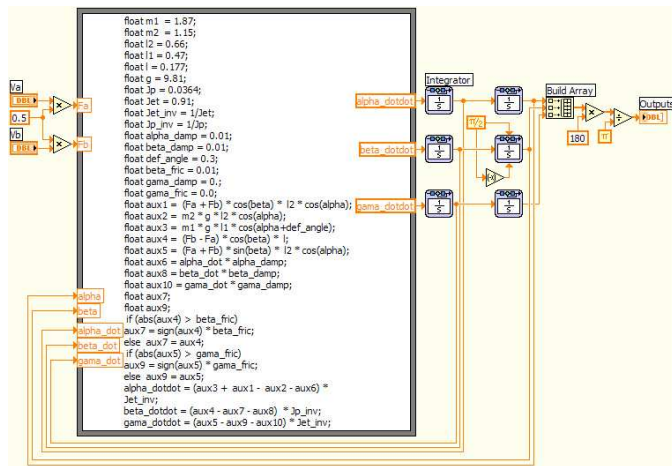 float m1 = 1.87;
float m2 = 1.15;
float l2 = 0.66;
float l1 = 0.47;
float l = 0.177;
float g = 9.81;
float Jp = 0.0364;
float Jet = 0.91;
float Jet_inv = 1/Jet;
float Jp_inv = 1/Jp;
float alpha_damp = 0.01;
float beta_damp = 0.01;
float def_angle = 0.3;
float beta_fric = 0.01;
float gama_damp = 0.;
float gama_fric = 0.0;
float aux1 = (Fa + Fb) * cos(beta) * l2 * cos(alpha);
float aux2 = m2 * g * l2 * cos(alpha);
float aux3 = m1 * g * l1 * cos(alpha+def_angle);
float aux4 = (Fb - Fa) * cos(beta) * l;
float aux5 = (Fa + Fb) * sin(beta) * l2 * cos(alpha);
float aux6 = alpha_dot * alpha_damp;
float aux8 = beta_dot * beta_damp;
float aux10 = gama_dot * gama_damp;
float aux7;
float aux9;
if (abs(aux4) > beta_fric)
aux7 = sign(aux4) * beta_fric;
else aux7 = aux4;
if (abs(aux5) > gama_fric)
aux9 = sign(aux5) * gama_fric;
else aux9 = aux5;
alpha_dotdot = (aux3 + aux1 - aux2 - aux6) *
Jet_inv;
beta_dotdot = (aux4 - aux7 - aux8) * Jp_inv;
gama_dotdot = (aux5 - aux9 - aux10) * Jet_inv;
Va
DBL
0.5
Vb
DBL
×
×
Fa
Fb
alpha
beta
alpha_dot
beta_dot
gama_dot
alpha_dotdot
beta_dotdot
gama_dotdot
Integrator
1/s
1/s
π/2
1/s
1/s
1/s
1/s
Build Array
×
÷
180
π
Outputs
DBL]